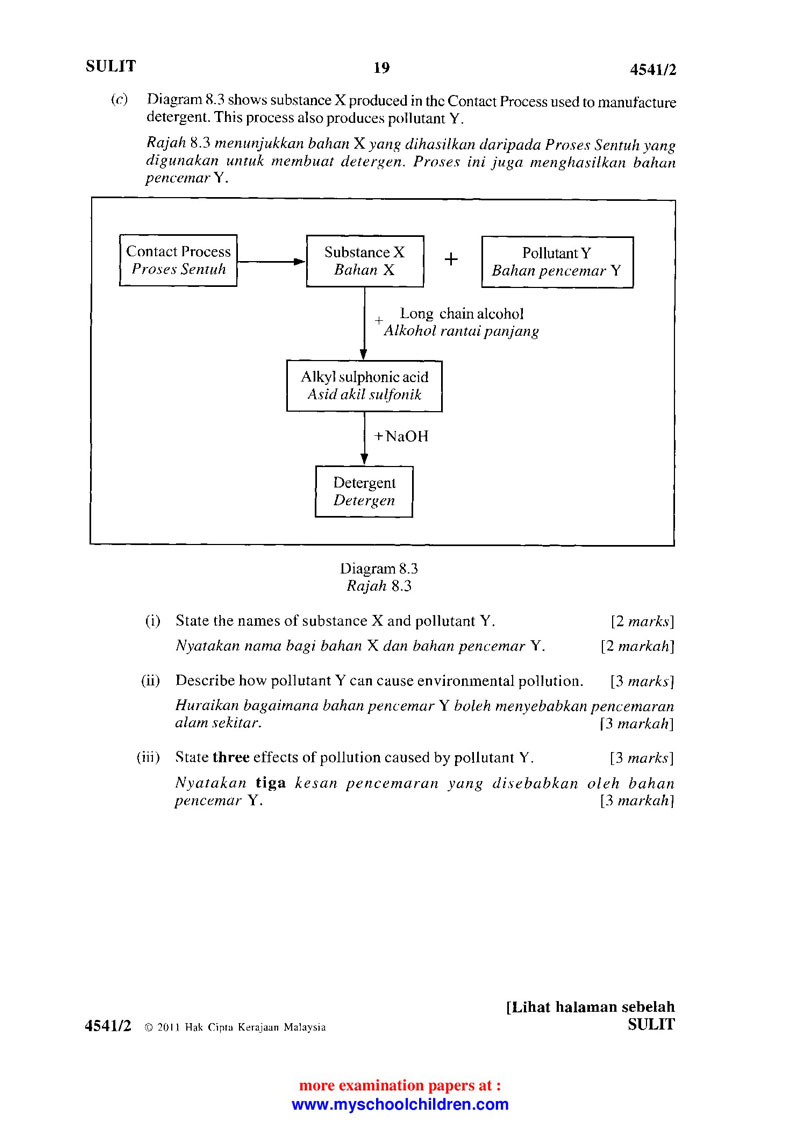 SULIT 19 4541/2
(c) Diagram 8.3 shows substance X produced in the Contact Process used to manufacture
detergent. This process also produces pollutant Y.
Rajah 8.3 menunjukkan bahan X yang dihasilkan daripada Proses Sentuh yang
digunakan untuk membuat detergen. Proses ini juga menghasilkan bahan
pencemar Y.
Contact Process
Proses Sentuh
Substance X
Bahan X
+
Pollutant Y
Bahan pencemar Y
+ Long chain alcohol
Alkohol rantai panjang
Alkyl sulphonic acid
Asid akil sulfonik
+ NaOH
Detergent
Detergen
Diagram 8.3
Rajah 8.3
(i) State the names of substance X and pollutant Y. [2 marks]
Nyatakan nama bagi bahan X dan bahan pencemar Y. [2 markah]
(ii) Describe how pollutant Y can cause environmental pollution. [3 marks]
Huraikan bagaimana bahan pencemar Y boleh menyebabkan pencemaran
alam sekitar. [3 markah]
(iii) State three effects of pollution caused by pollutant Y. [3 marks]
Nyatakan tiga kesan pencemaran yang disebabkan oleh bahan
pencemar Y. [3 markah]
[Lihat halaman sebelah
4541/2 © 2011 Hak Cipta Kerajaan Malaysia SULIT
more examination papers at :
www.myschoolchildren.com